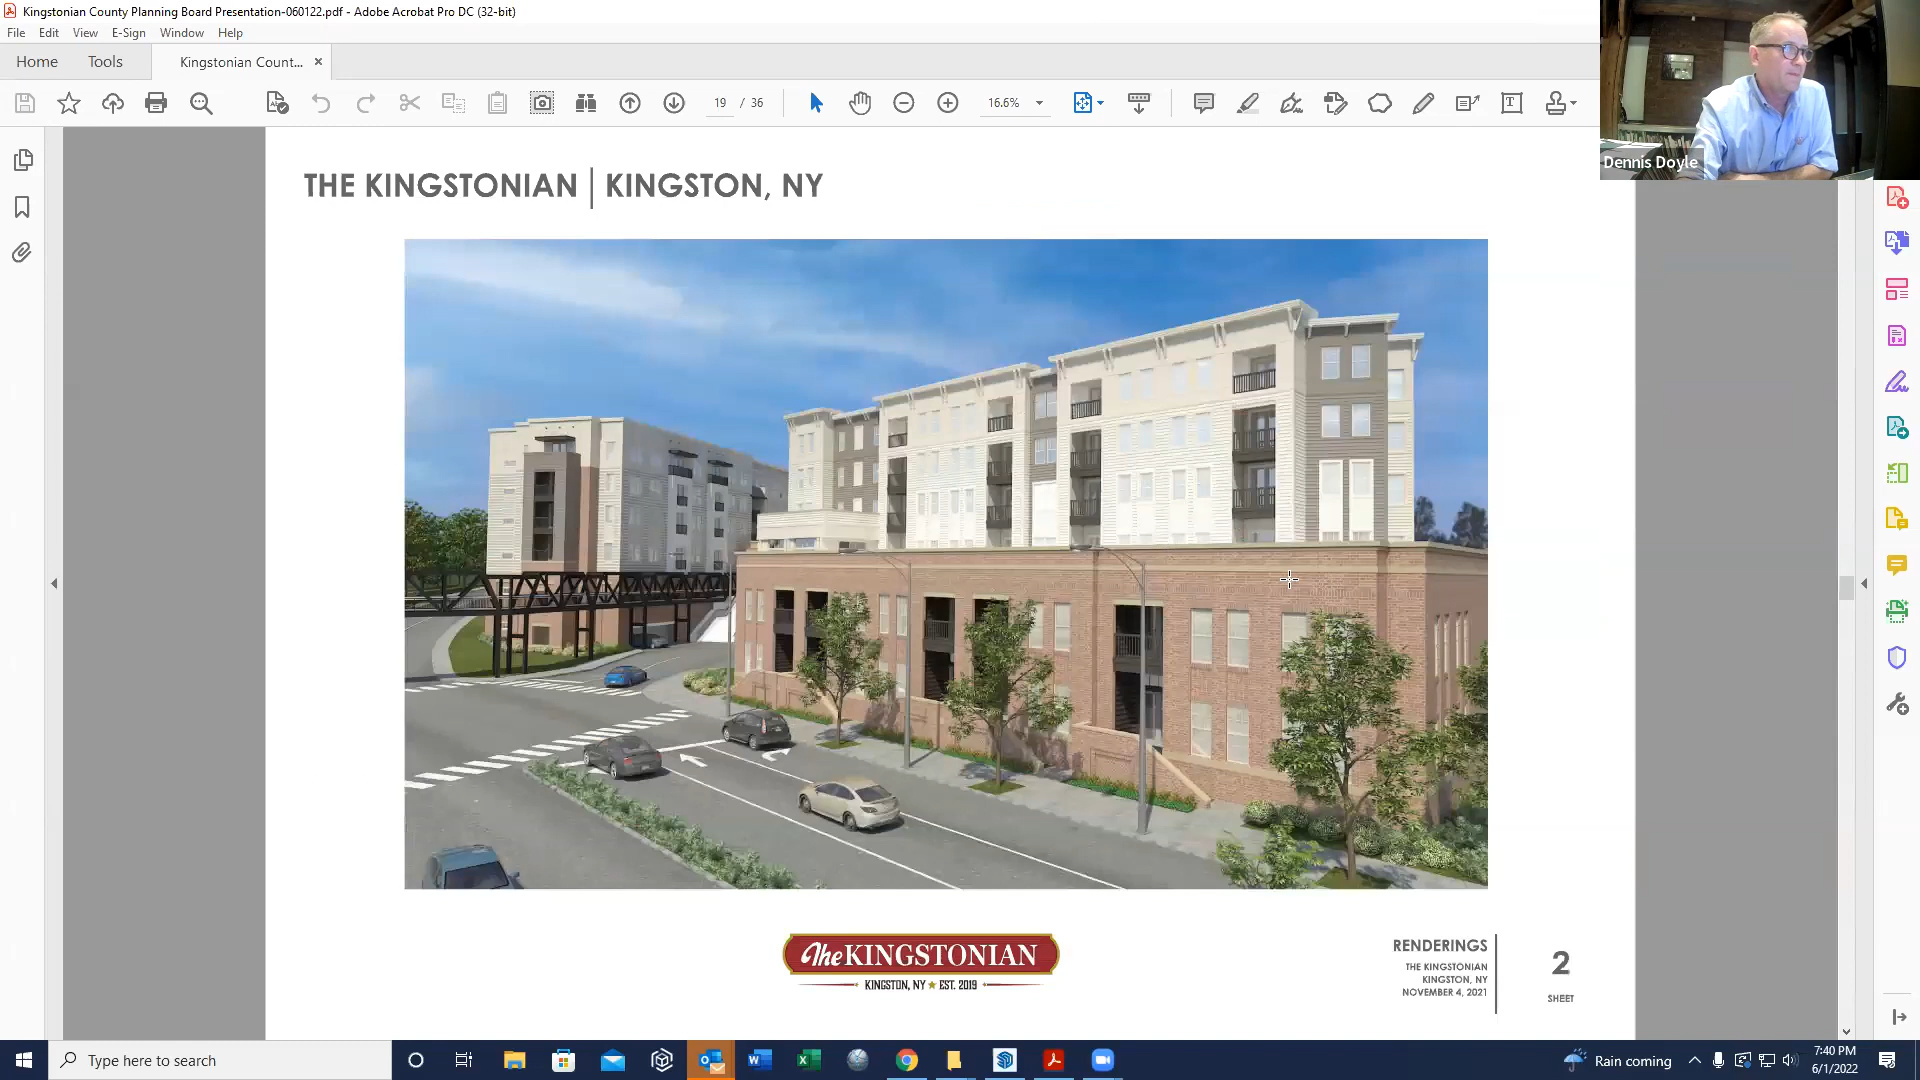 Kingstonian County Planning Board Presentation-060122.pdf - Adobe Acrobat Pro DC (32-bit)
File Edit View E-Sign Window Help
Home Tools Kingstonian Count... ×
19 / 36 16.6%
Dennis Doyle
THE KINGSTONIAN | KINGSTON, NY
The KINGSTONIAN
KINGSTON, NY ★ EST. 2019
RENDERINGS
THE KINGSTONIAN
KINGSTON, NY
NOVEMBER 4, 2021
2
SHEET
Type here to search
Rain coming
7:40 PM
6/1/2022